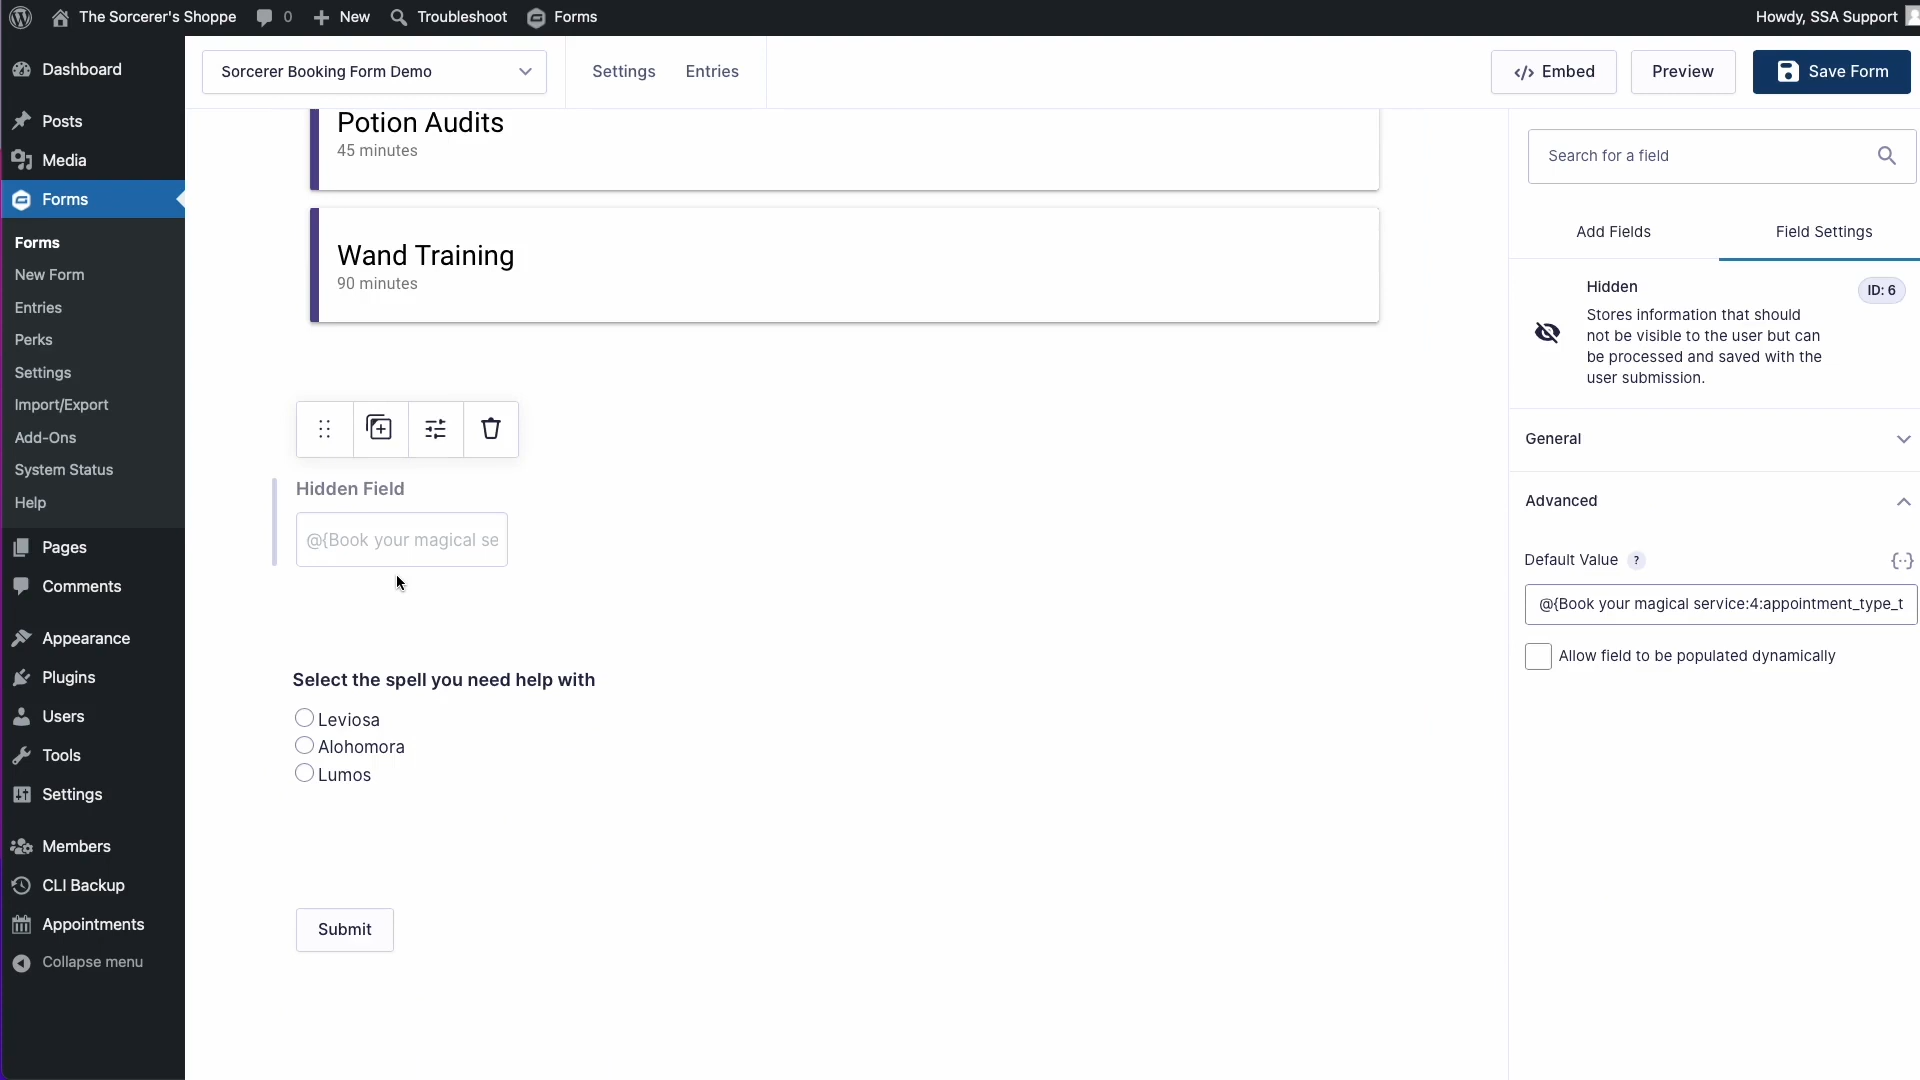 The Sorcerer's Shoppe 0 New Troubleshoot Forms Howdy, SSA Support
Dashboard
Posts
Media
Forms
Forms
New Form
Entries
Perks
Settings
Import/Export
Add-Ons
System Status
Help
Pages
Comments
Appearance
Plugins
Users
Tools
Settings
Members
CLI Backup
Appointments
Collapse menu
Sorcerer Booking Form Demo Settings Entries </> Embed Preview Save Form
Potion Audits
45 minutes
Wand Training
90 minutes
Hidden Field
@{Book your magical se
Select the spell you need help with
Leviosa
Alohomora
Lumos
Submit
Search for a field
Add Fields Field Settings
Hidden ID: 6
Stores information that should
not be visible to the user but can
be processed and saved with the
user submission.
General
Advanced
Default Value ?
@{Book your magical service:4:appointment_type_t
Allow field to be populated dynamically